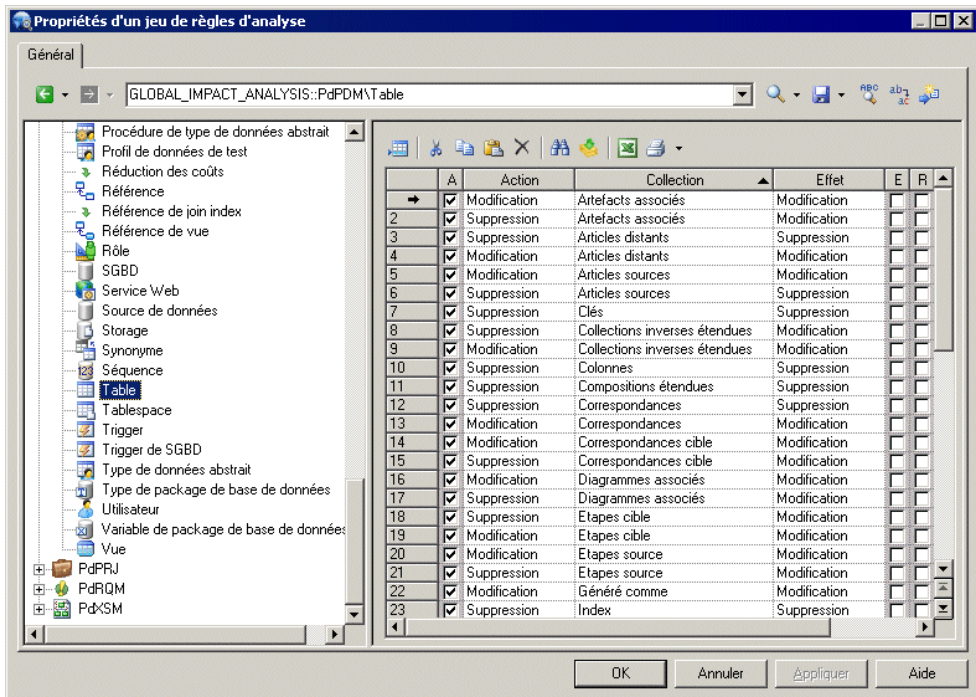 Propriétés d'un jeu de règles d'analyse
Général
GLOBAL_IMPACT_ANALYSIS::PdPDM\Table
Procédure de type de données abstrait
Profil de données de test
Réduction des coûts
Référence
Référence de join index
Référence de vue
Rôle
SGBD
Service Web
Source de données
Storage
Synonyme
Séquence
Table
Tablespace
Trigger
Trigger de SGBD
Type de données abstrait
Type de package de base de données
Utilisateur
Variable de package de base de données
Vue
PdPRJ
PdRQM
PdXSM
A Action Collection Effet E R
Modification Artefacts associés Modification
2 Suppression Artefacts associés Modification
3 Suppression Articles distants Suppression
4 Modification Articles distants Modification
5 Modification Articles sources Modification
6 Suppression Articles sources Suppression
7 Suppression Clés Suppression
8 Suppression Collections inverses étendues Modification
9 Modification Collections inverses étendues Modification
10 Suppression Colonnes Suppression
11 Suppression Compositions étendues Suppression
12 Suppression Correspondances Suppression
13 Modification Correspondances Modification
14 Modification Correspondances cible Modification
15 Suppression Correspondances cible Modification
16 Modification Diagrammes associés Modification
17 Suppression Diagrammes associés Modification
18 Suppression Etapes cible Modification
19 Modification Etapes cible Modification
20 Modification Etapes source Modification
21 Suppression Etapes source Modification
22 Modification Généré comme Modification
23 Suppression Index Suppression
OK Annuler Appliquer Aide